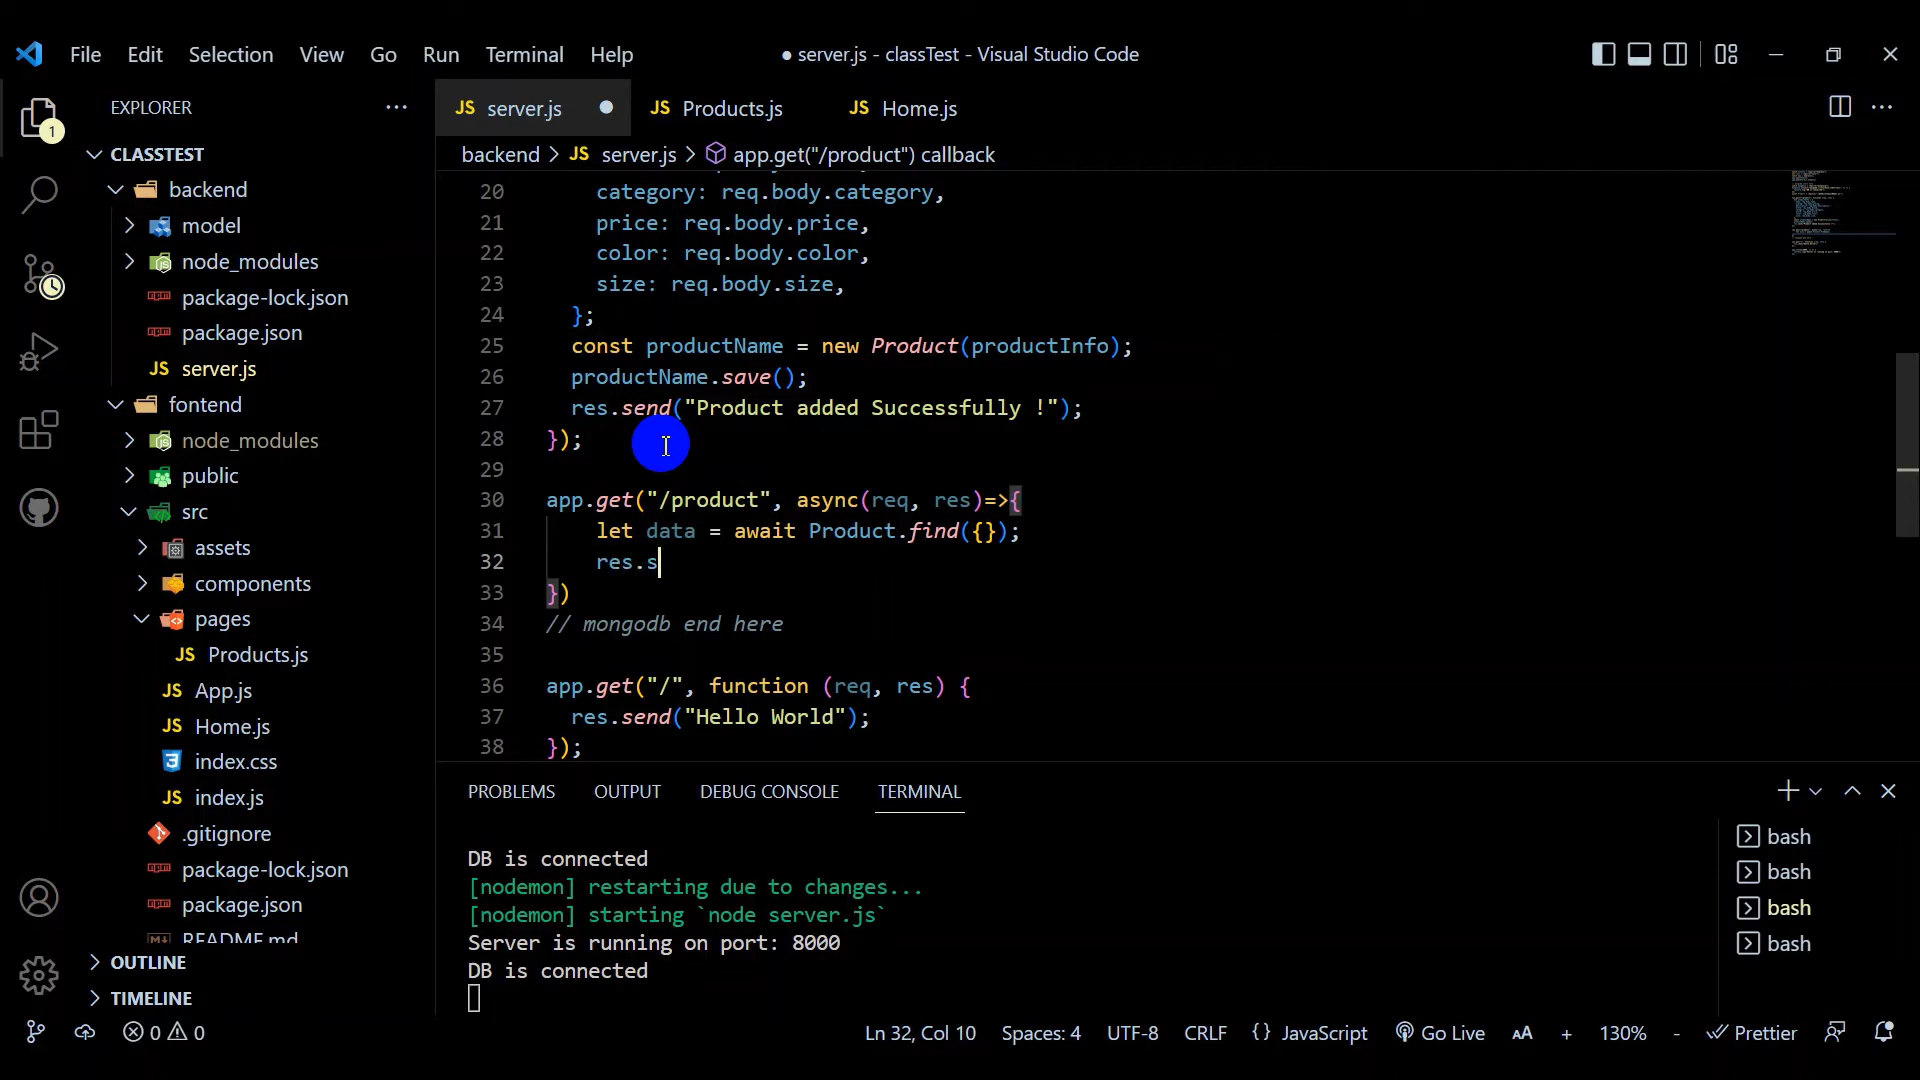 File Edit Selection View Go Run Terminal Help
● server.js - classTest - Visual Studio Code
EXPLORER
1
CLASSTEST
backend
model
node_modules
package-lock.json
package.json
JS server.js
fontend
node_modules
public
src
assets
components
pages
JS Products.js
JS App.js
JS Home.js
index.css
JS index.js
.gitignore
package-lock.json
package.json
README.md
OUTLINE
TIMELINE
JS server.js ● JS Products.js JS Home.js
backend > JS server.js > app.get("/product") callback
20 category: req.body.category,
21 price: req.body.price,
22 color: req.body.color,
23 size: req.body.size,
24 };
25 const productName = new Product(productInfo);
26 productName.save();
27 res.send("Product added Successfully !");
28 });
29
30 app.get("/product", async(req, res)=>{
31 let data = await Product.find({});
32 res.s
33 })
34 // mongodb end here
35
36 app.get("/", function (req, res) {
37 res.send("Hello World");
38 });
PROBLEMS OUTPUT DEBUG CONSOLE TERMINAL
DB is connected
[nodemon] restarting due to changes...
[nodemon] starting `node server.js`
Server is running on port: 8000
DB is connected
bash
bash
bash
bash
0 0
Ln 32, Col 10 Spaces: 4 UTF-8 CRLF {} JavaScript Go Live AA + 130% - Prettier